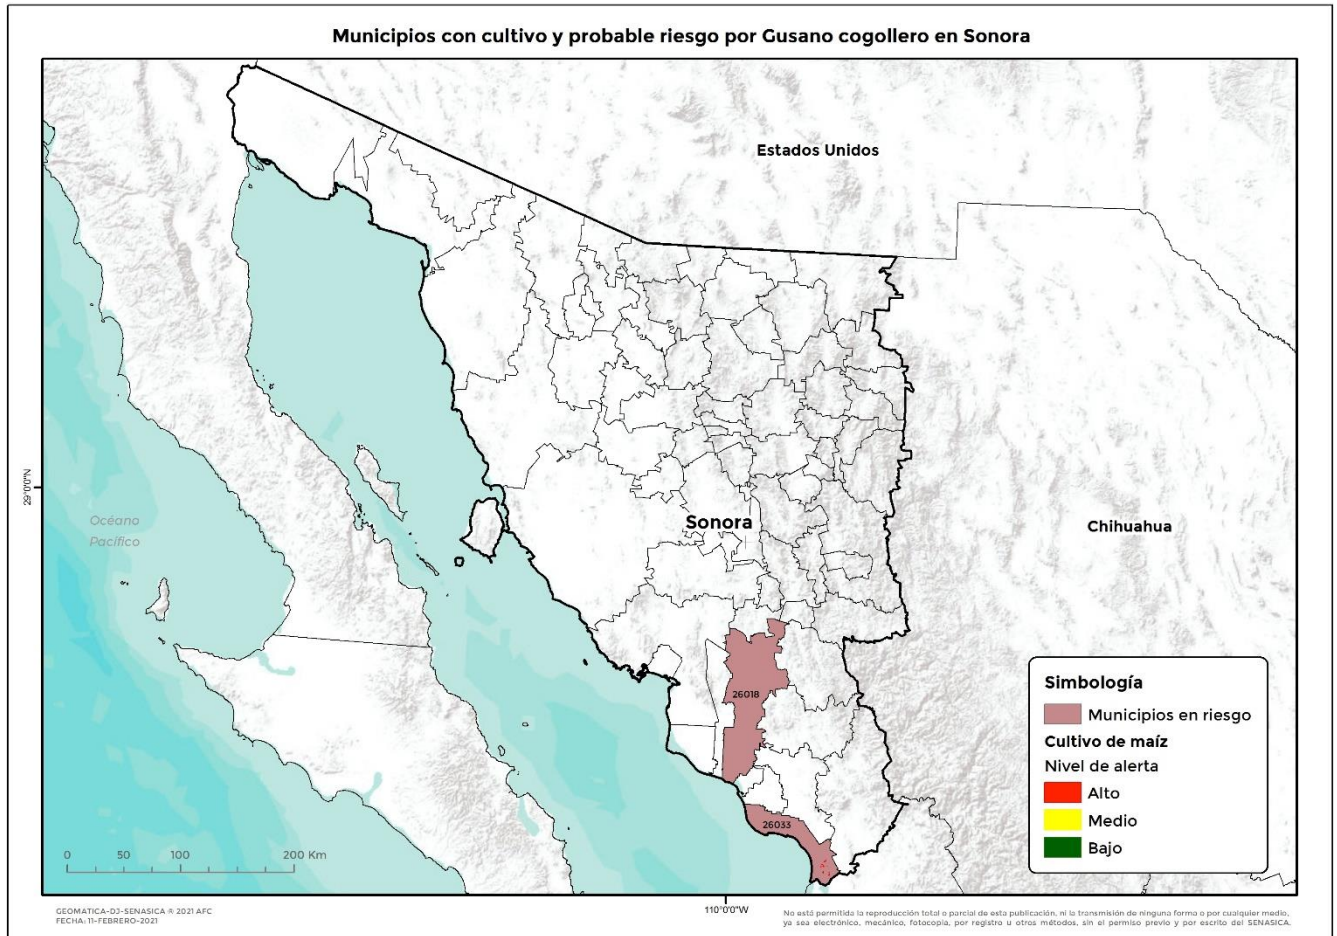 Municipios con cultivo y probable riesgo por Gusano cogollero en Sonora
Estados Unidos
29°0'0"N
Océano
Pacífico
Sonora
Chihuahua
26018
26033
Simbología
Municipios en riesgo
Cultivo de maíz
Nivel de alerta
Alto
Medio
Bajo
0 50 100 200 Km
110°0'0"W
GEOMATICA-DJ-SENASICA ® 2021 AFC
FECHA: 11-FEBRERO-2021
No está permitida la reproducción total o parcial de esta publicación, ni la transmisión de ninguna forma o por cualquier medio,
ya sea electrónico, mecánico, fotocopia, por registro u otros métodos, sin el permiso previo y por escrito del SENASICA.